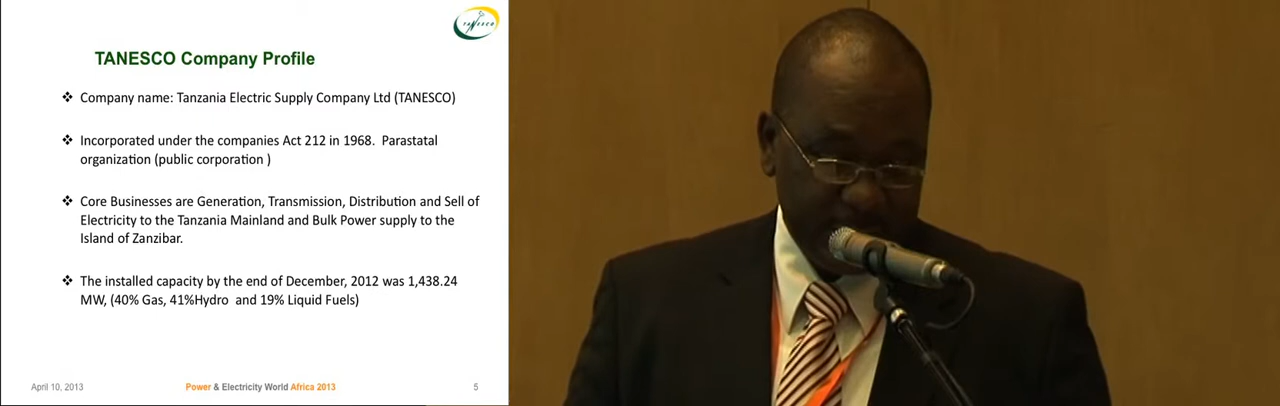 TANESCO
TANESCO Company Profile
❖ Company name: Tanzania Electric Supply Company Ltd (TANESCO)
❖ Incorporated under the companies Act 212 in 1968. Parastatal
organization (public corporation )
❖ Core Businesses are Generation, Transmission, Distribution and Sell of
Electricity to the Tanzania Mainland and Bulk Power supply to the
Island of Zanzibar.
❖ The installed capacity by the end of December, 2012 was 1,438.24
MW, (40% Gas, 41%Hydro and 19% Liquid Fuels)
April 10, 2013 Power & Electricity World Africa 2013 5